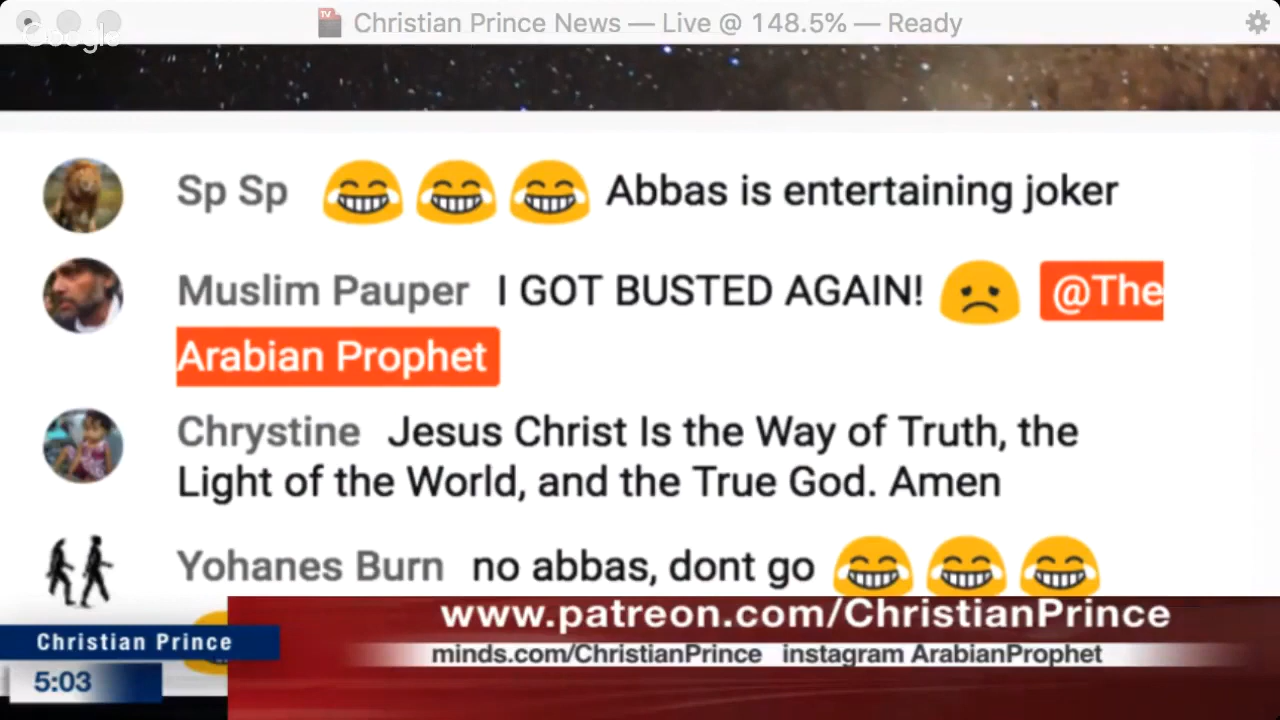 TV Christian Prince News — Live @ 148.5% — Ready
Google
Sp Sp 😂😂😂 Abbas is entertaining joker
Muslim Pauper I GOT BUSTED AGAIN! 😞 @The
Arabian Prophet
Chrystine Jesus Christ Is the Way of Truth, the
Light of the World, and the True God. Amen
Yohanes Burn no abbas, dont go 😂😂😂
www.patreon.com/ChristianPrince
Christian Prince
minds.com/ChristianPrince instagram ArabianProphet
5:03